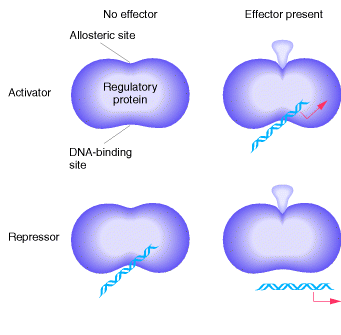 No effector
Effector present
Allosteric site
Activator
Regulatory
protein
DNA-binding
site
Repressor